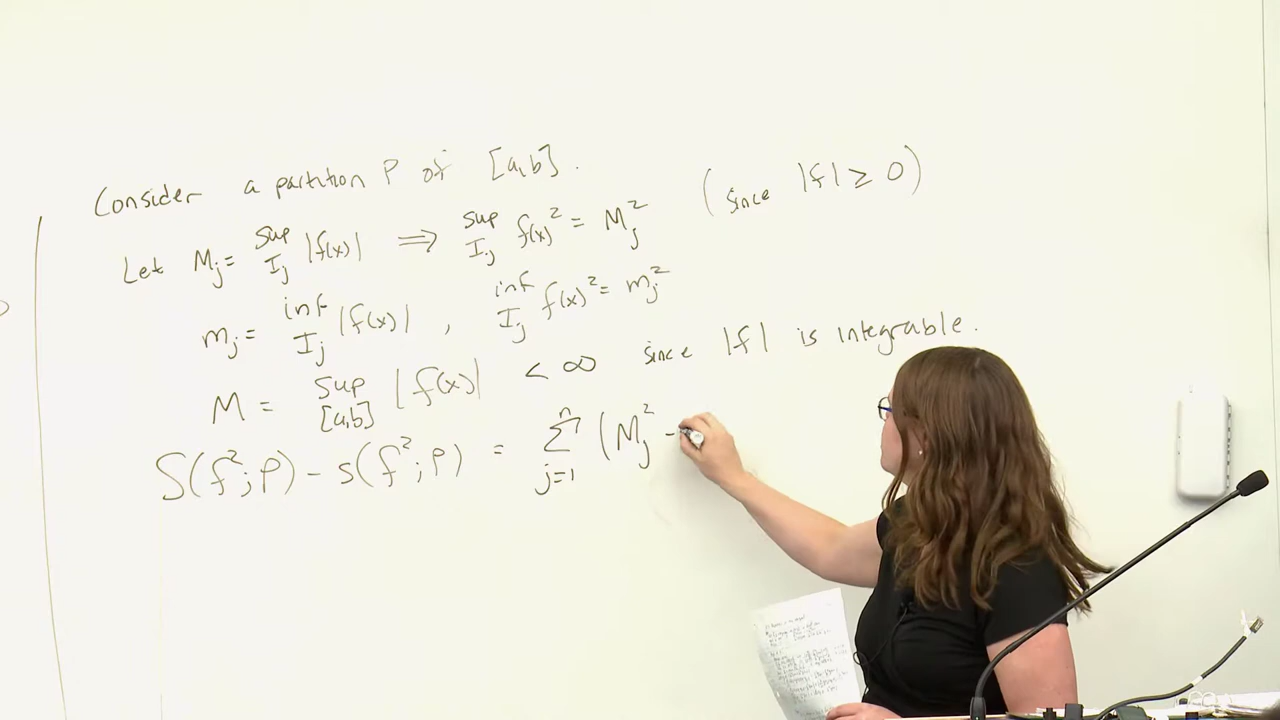 Consider a partition P of [a,b].
Let Mj = sup Ij |f(x)| ⟹ sup Ij f(x)² = Mj² (since |f| ≥ 0)
mj = inf Ij |f(x)| , inf Ij f(x)² = mj²
M = sup [a,b] |f(x)| < ∞ since |f| is integrable.
S(f²;P) - s(f²;P) = ∑ j=1 n (Mj² -